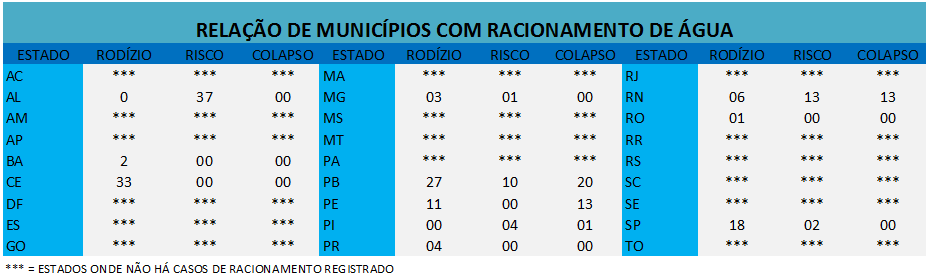 RELAÇÃO DE MUNICÍPIOS COM RACIONAMENTO DE ÁGUA
ESTADO RODÍZIO RISCO COLAPSO ESTADO RODÍZIO RISCO COLAPSO ESTADO RODÍZIO RISCO COLAPSO
AC *** *** *** MA *** *** *** RJ *** *** ***
AL 0 37 00 MG 03 01 00 RN 06 13 13
AM *** *** *** MS *** *** *** RO 01 00 00
AP *** *** *** MT *** *** *** RR *** *** ***
BA 2 00 00 PA *** *** *** RS *** *** ***
CE 33 00 00 PB 27 10 20 SC *** *** ***
DF *** *** *** PE 11 00 13 SE *** *** ***
ES *** *** *** PI 00 04 01 SP 18 02 00
GO *** *** *** PR 04 00 00 TO *** *** ***
*** = ESTADOS ONDE NÃO HÁ CASOS DE RACIONAMENTO REGISTRADO